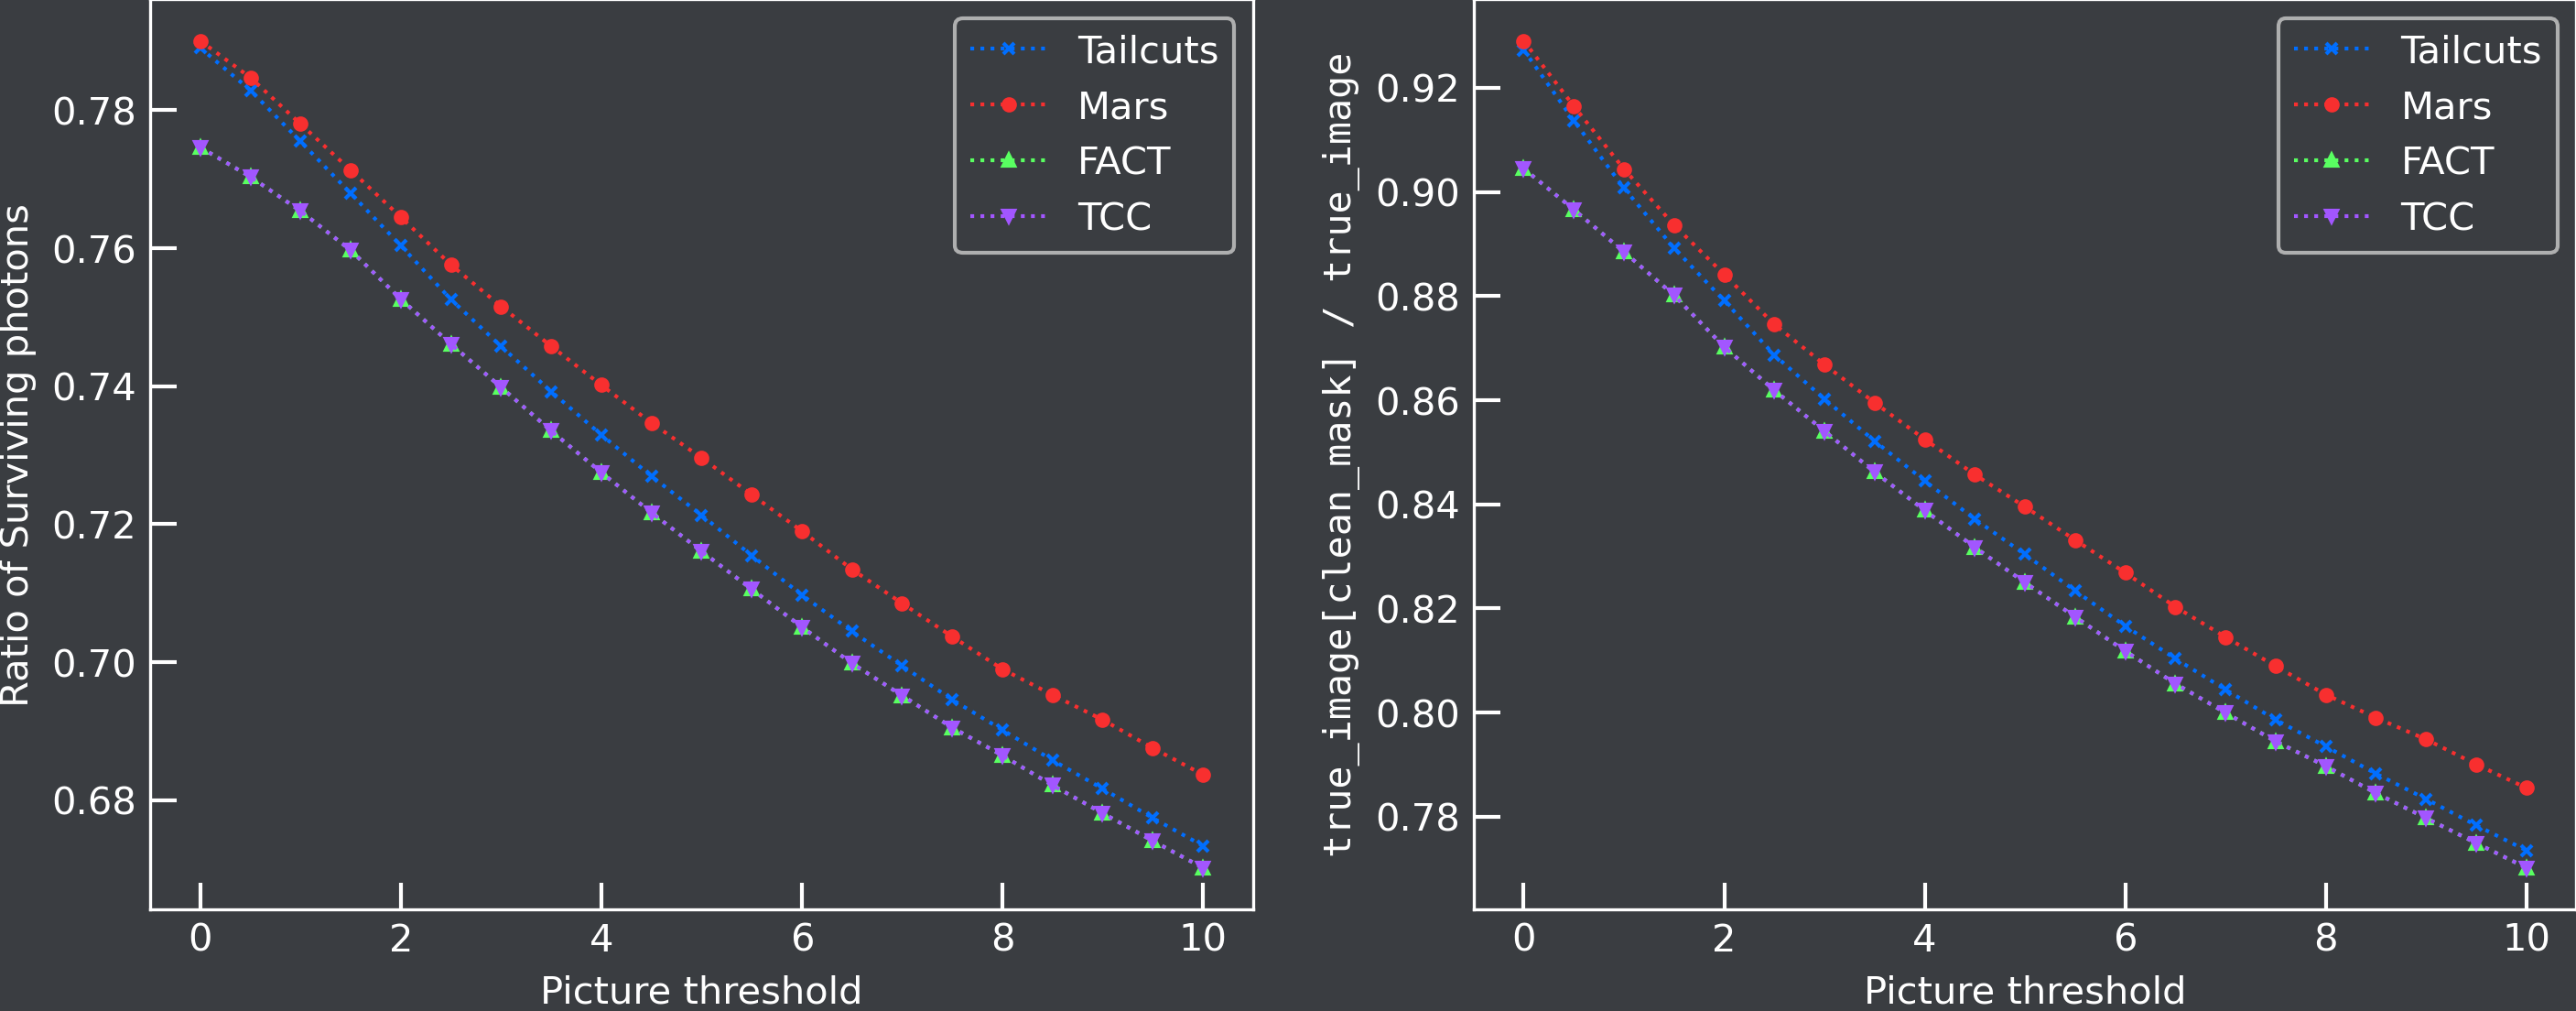 Ratio of Surviving photons
0.78
0.76
0.74
0.72
0.70
0.68
0 2 4 6 8 10
Picture threshold
Tailcuts
Mars
FACT
TCC
true_image[clean_mask] / true_image
0.92
0.90
0.88
0.86
0.84
0.82
0.80
0.78
0 2 4 6 8 10
Picture threshold
Tailcuts
Mars
FACT
TCC